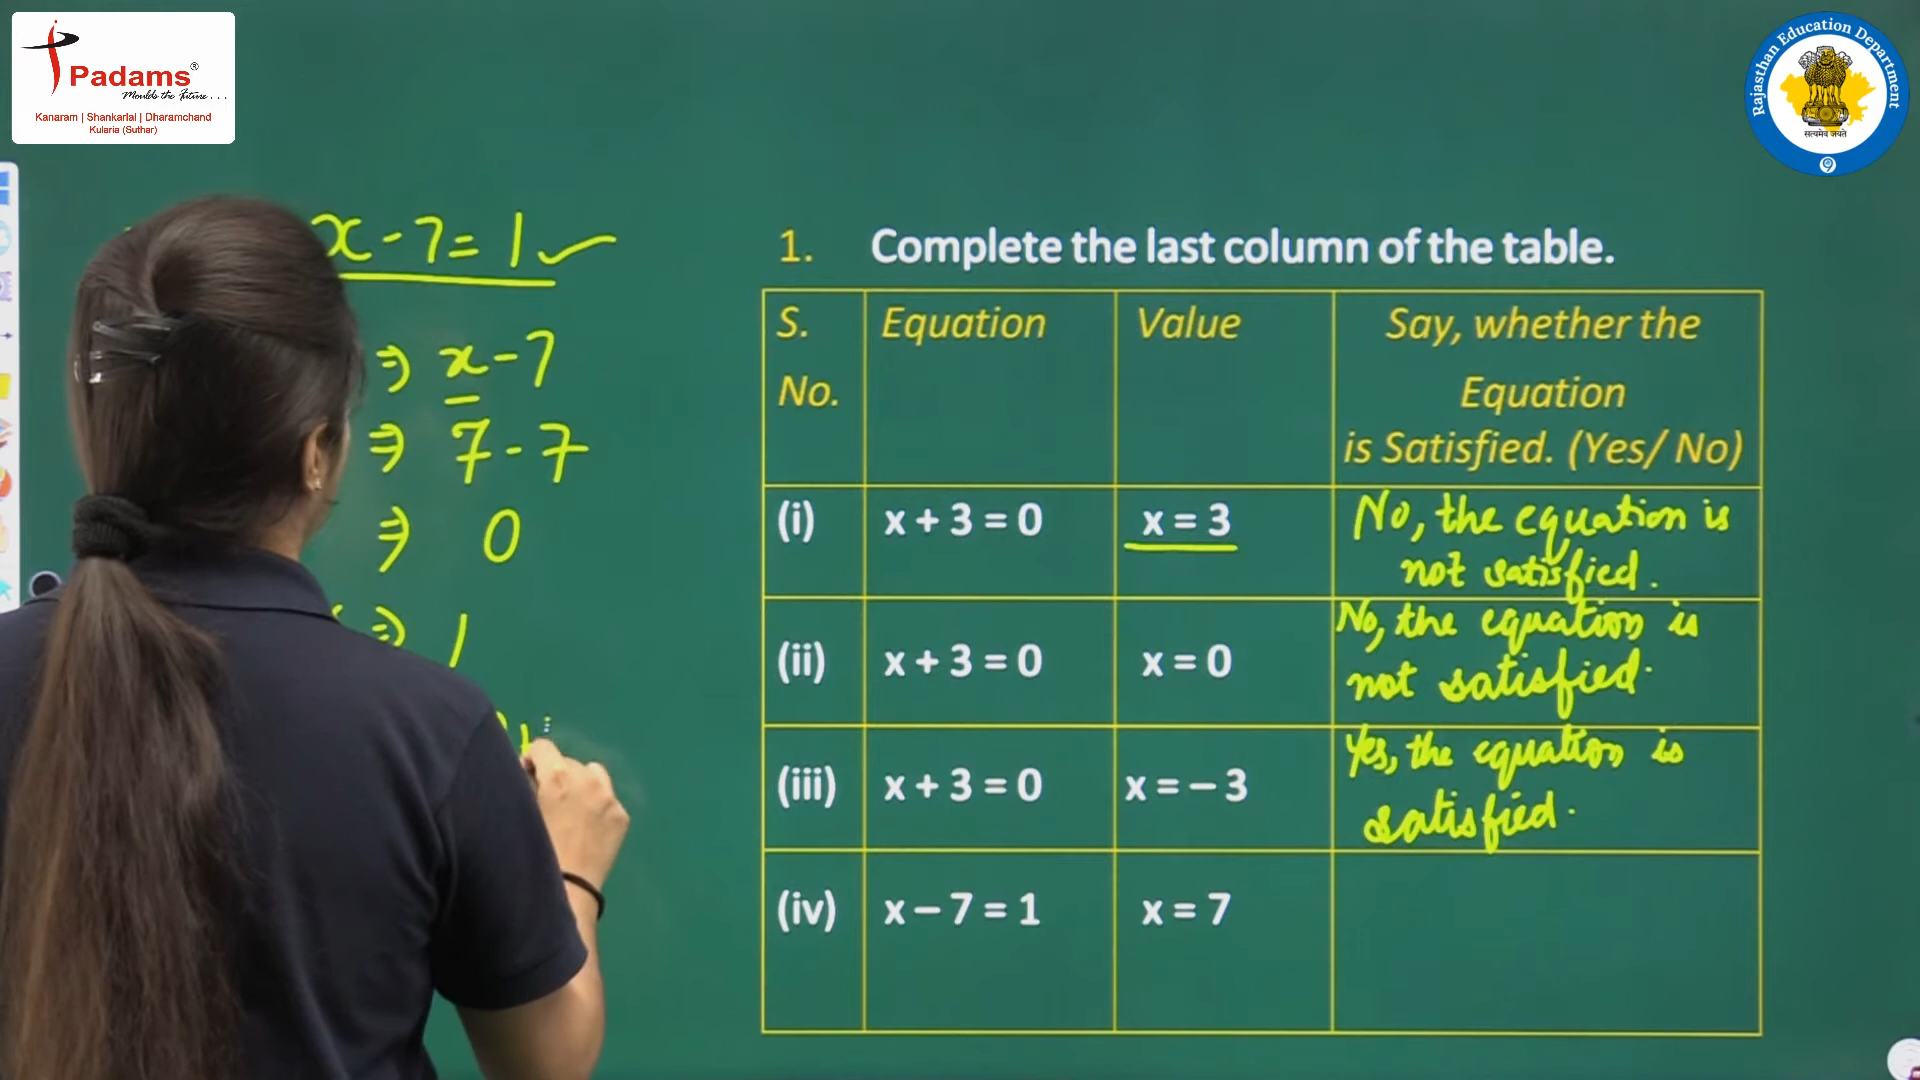 Padams®
Moulds the Future...
Kanaram | Shankarlal | Dharamchand
Kularia (Suthar)
Rajasthan Education Department
सत्यमेव जयते
x - 7 = 1 ✓
⇒ x - 7
⇒ 7 - 7
⇒ 0
⇒ 1
1. Complete the last column of the table.
S. No. Equation Value Say, whether the Equation is Satisfied. (Yes/ No)
(i) x + 3 = 0 x = 3 No, the equation is
not satisfied.
(ii) x + 3 = 0 x = 0 No, the equation is
not satisfied.
(iii) x + 3 = 0 x = – 3 Yes, the equation is
satisfied.
(iv) x – 7 = 1 x = 7